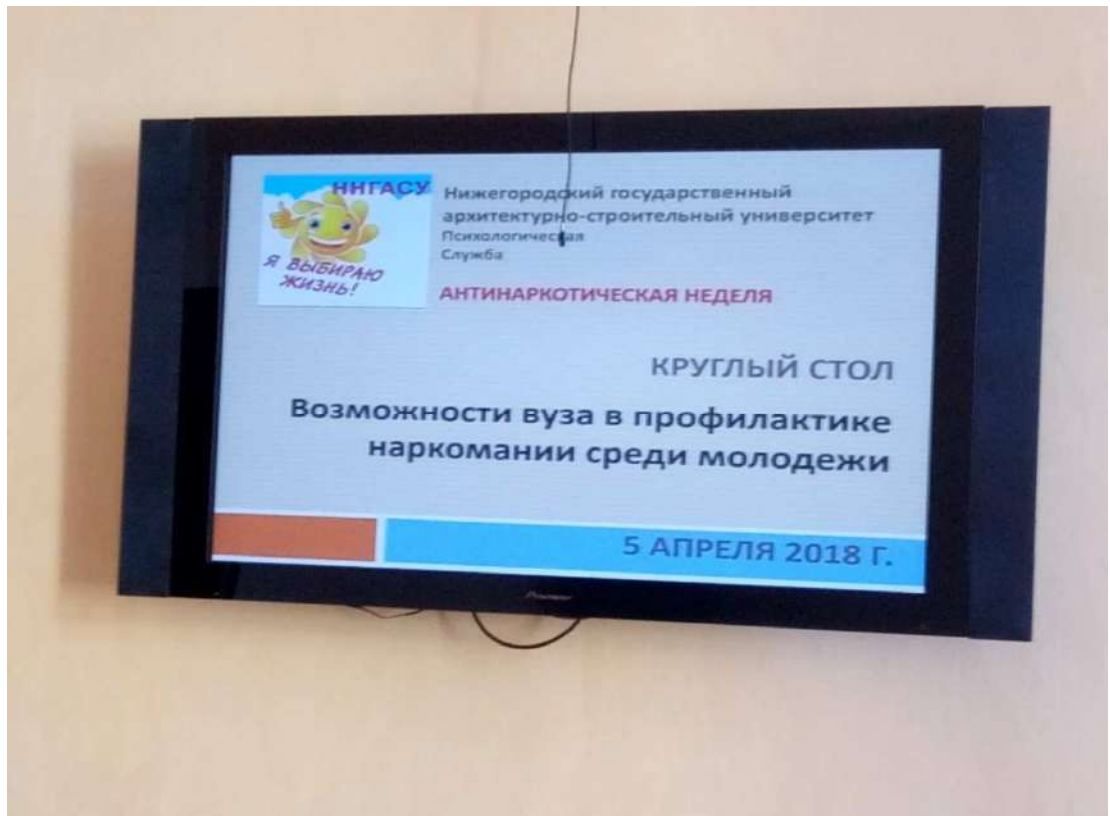 ННГАСУ
Я ВЫБИРАЮ
ЖИЗНЬ!
Нижегородский государственный
архитектурно-строительный университет
Психологическая
Служба
АНТИНАРКОТИЧЕСКАЯ НЕДЕЛЯ
КРУГЛЫЙ СТОЛ
Возможности вуза в профилактике
наркомании среди молодежи
5 АПРЕЛЯ 2018 Г.
Pioneer